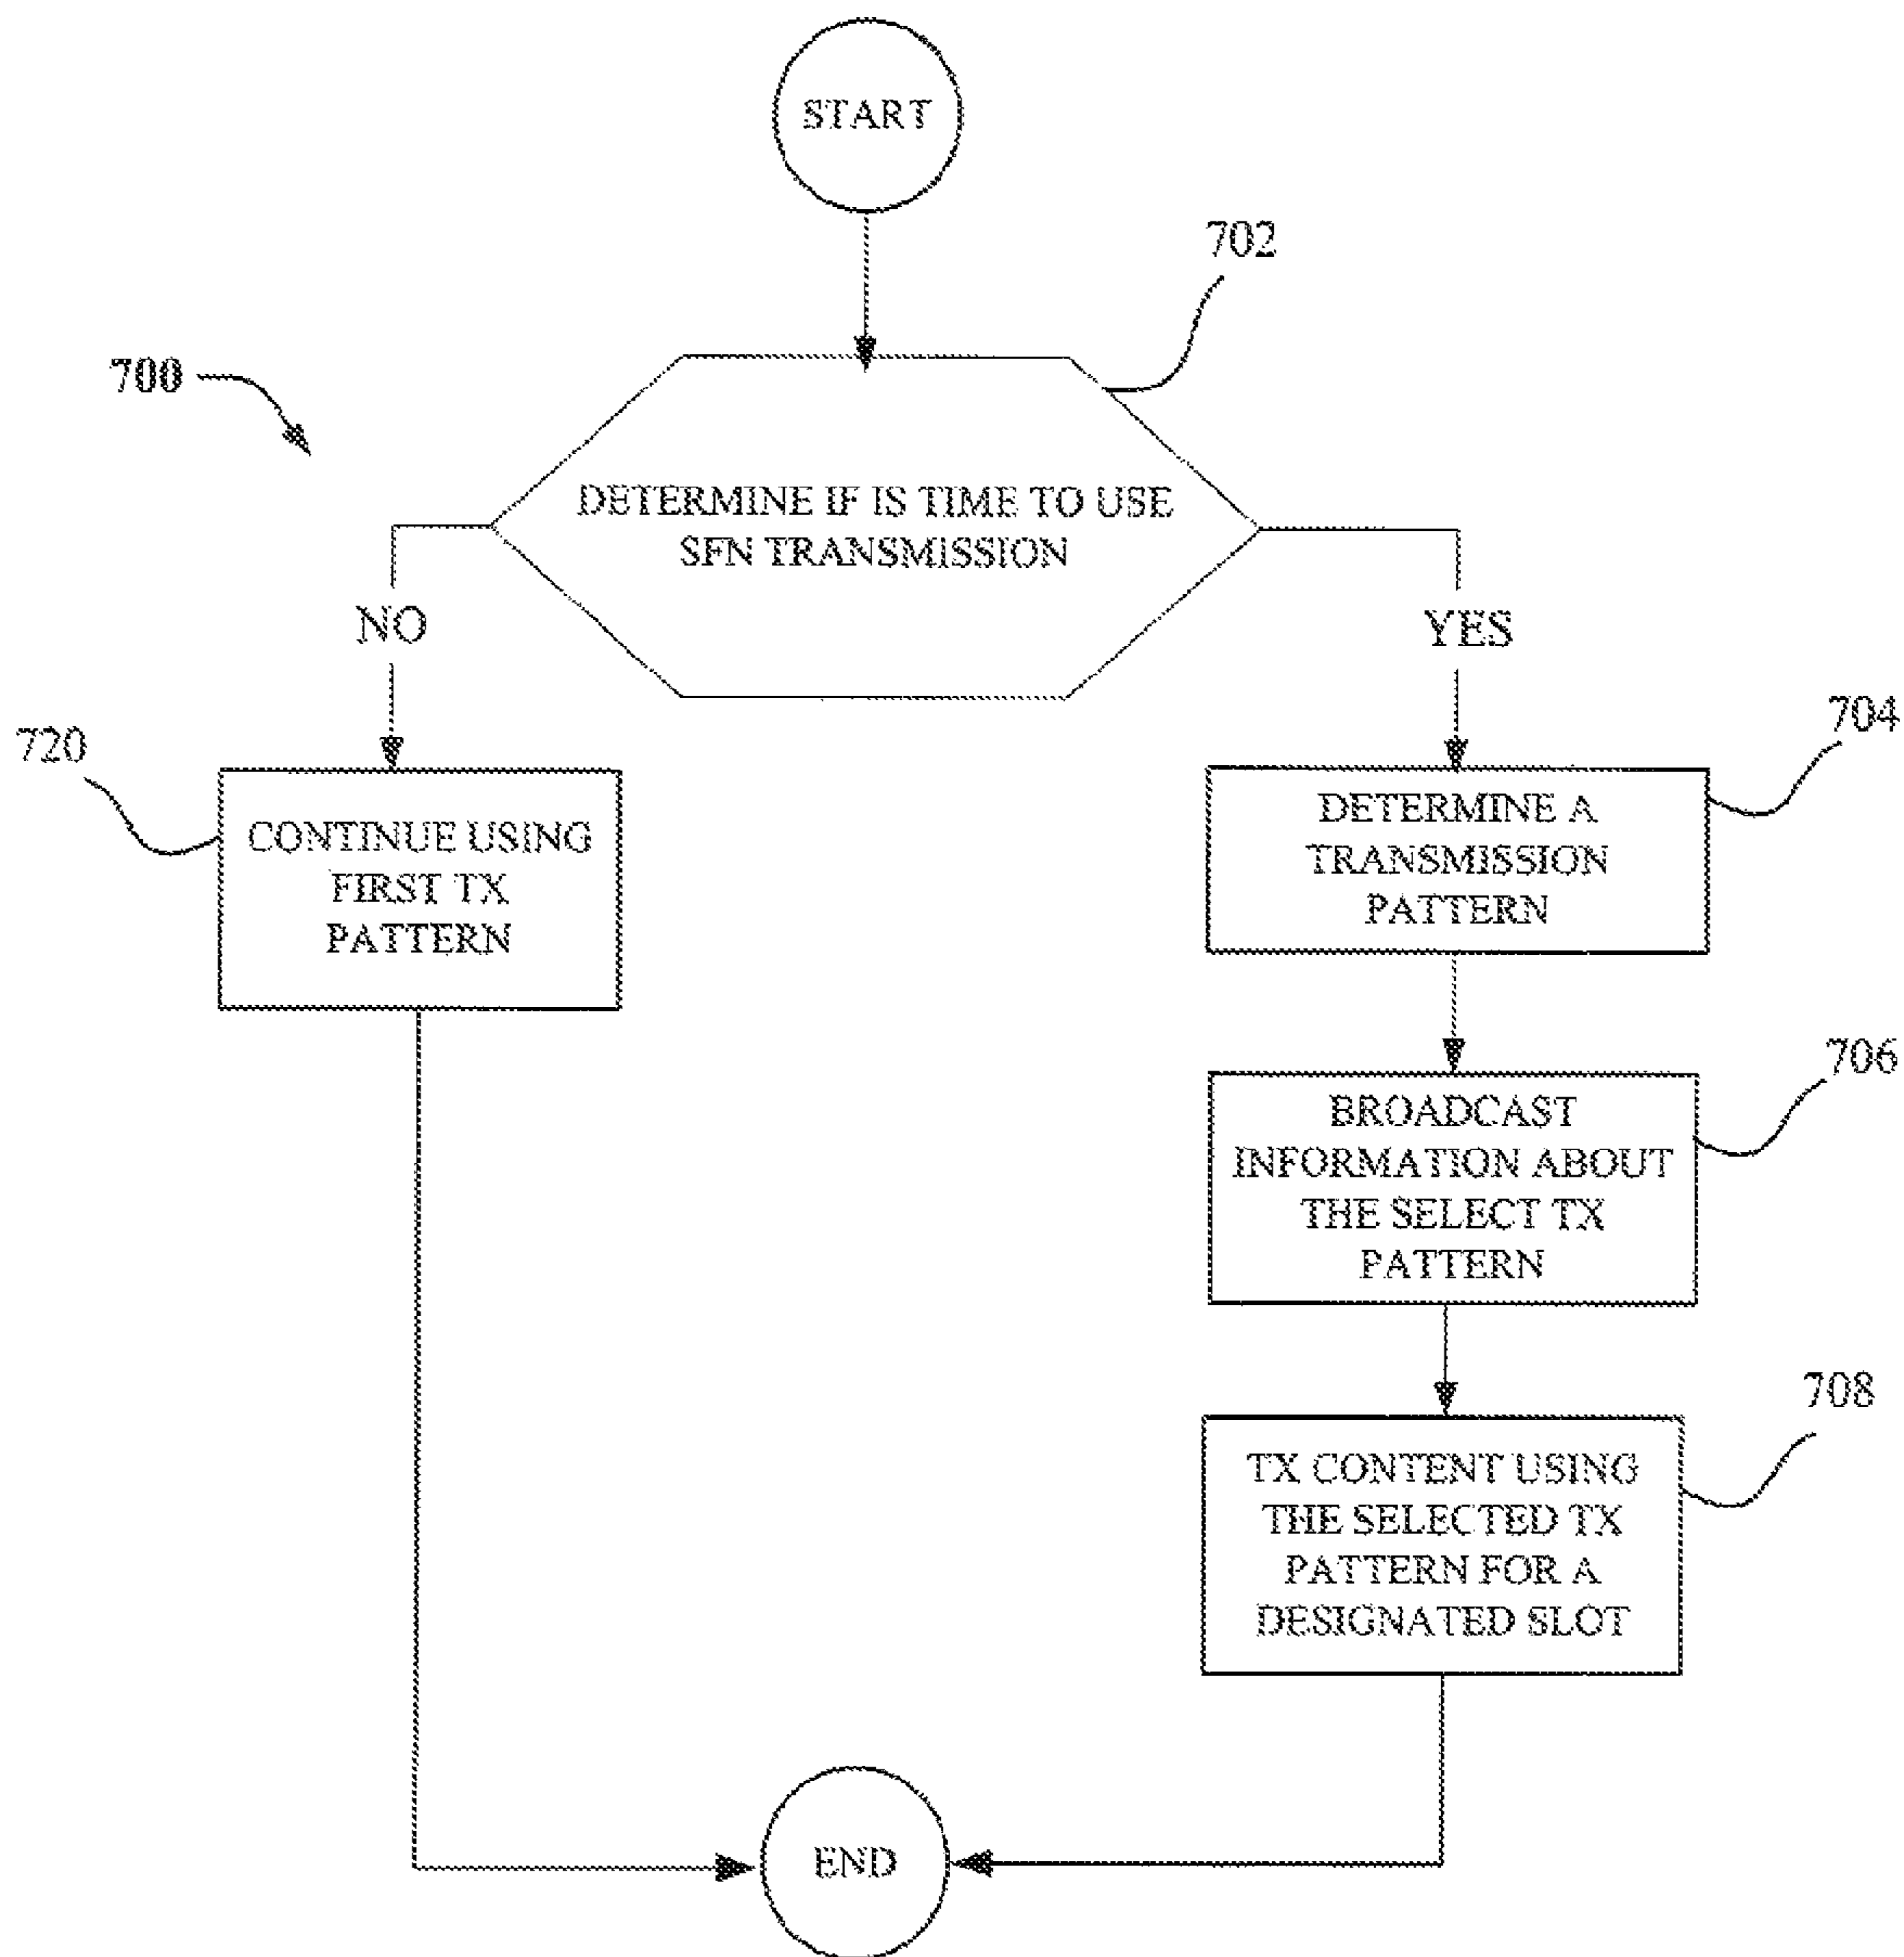 START
702
700
DETERMINE IF IS TIME TO USE
SFN TRANSMISSION
NO
YES
720
704
CONTINUE USING
FIRST TX
PATTERN
DETERMINE A
TRANSMISSION
PATTERN
706
BROADCAST
INFORMATION ABOUT
THE SELECT TX
PATTERN
708
TX CONTENT USING
THE SELECTED TX
PATTERN FOR A
DESIGNATED SLOT
END